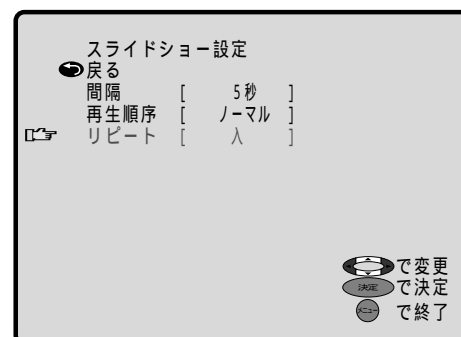 スライドショー設定
戻る
間隔 [ 5秒 ]
再生順序 [ ノーマル ]
リピート [ 入 ]
で変更
決定 で決定
メニュー で終了